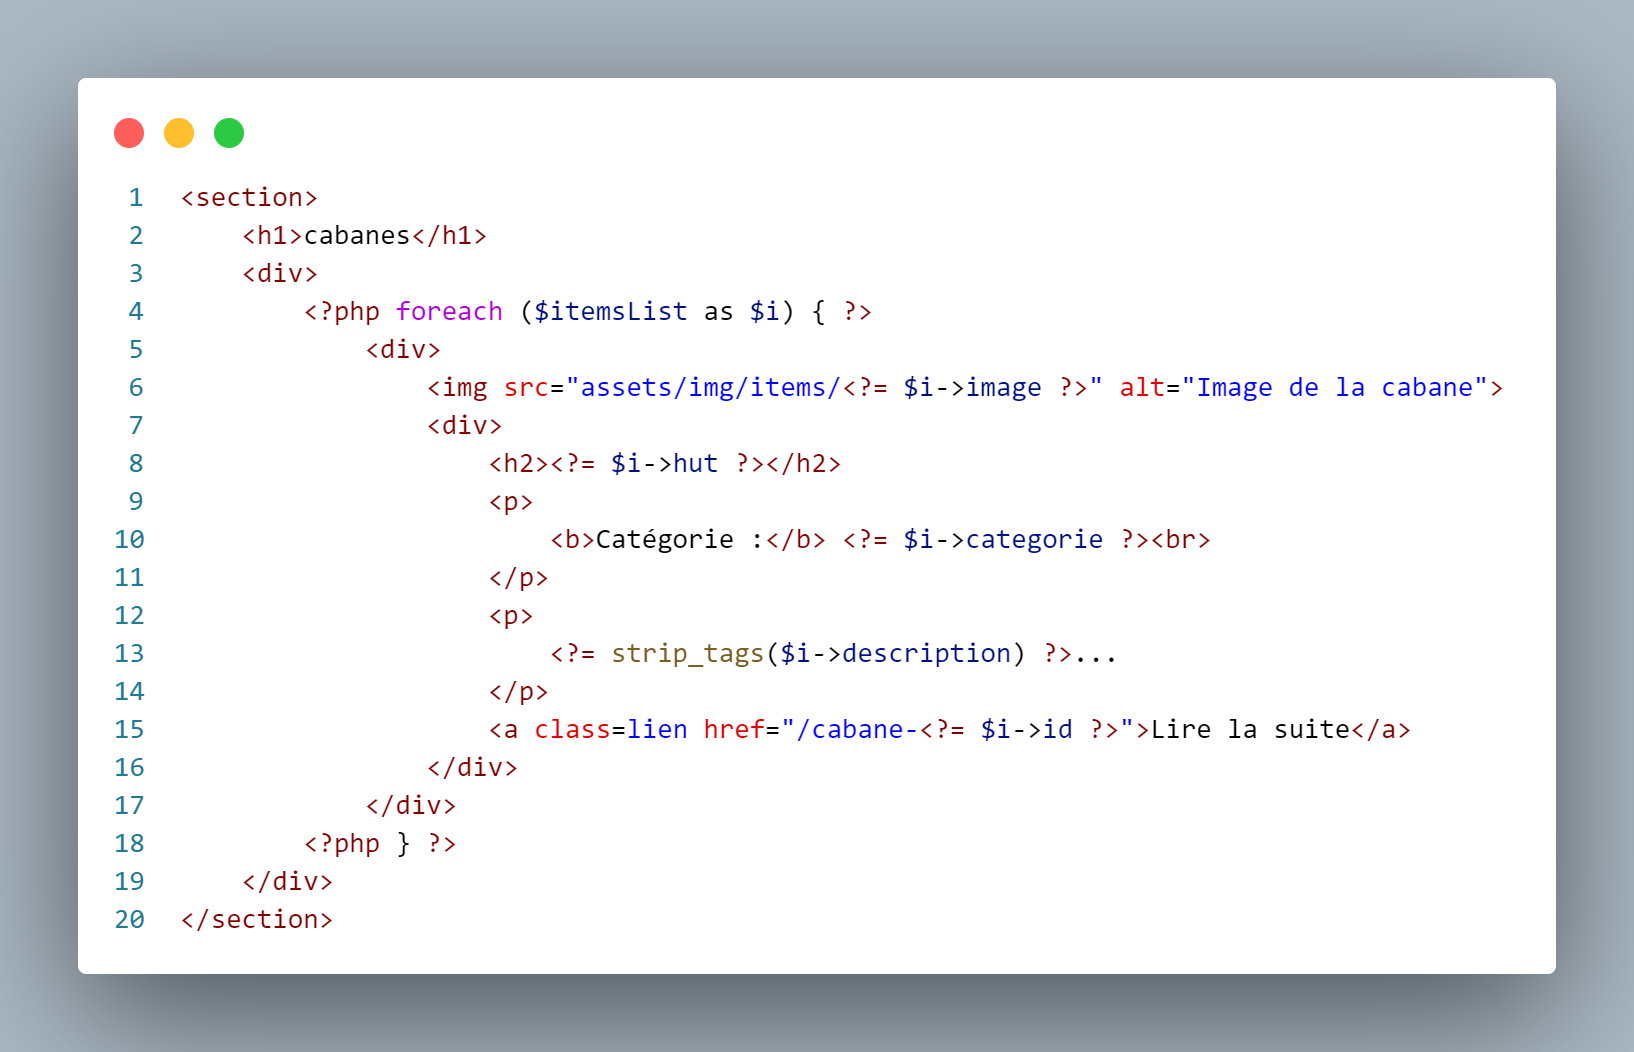 1 <section>
2     <h1>cabanes</h1>
3     <div>
4         <?php foreach ($itemsList as $i) { ?>
5             <div>
6                 <img src="assets/img/items/<?= $i->image ?>" alt="Image de la cabane">
7                 <div>
8                     <h2><?= $i->hut ?></h2>
9                     <p>
10                         <b>Catégorie :</b> <?= $i->categorie ?><br>
11                     </p>
12                     <p>
13                         <?= strip_tags($i->description) ?>...
14                     </p>
15                     <a class=lien href="/cabane-<?= $i->id ?>">Lire la suite</a>
16                 </div>
17             </div>
18         <?php } ?>
19     </div>
20 </section>